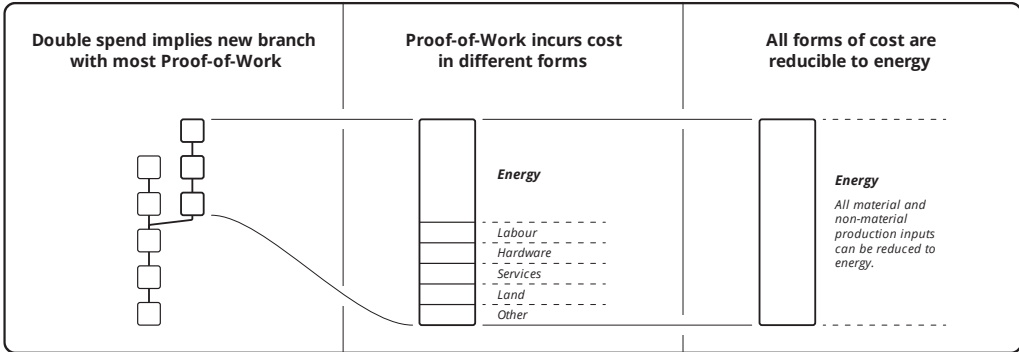 Double spend implies new branch
with most Proof-of-Work
Proof-of-Work incurs cost
in different forms
All forms of cost are
reducible to energy
Energy
Labour
Hardware
Services
Land
Other
Energy
All material and
non-material
production inputs
can be reduced to
energy.